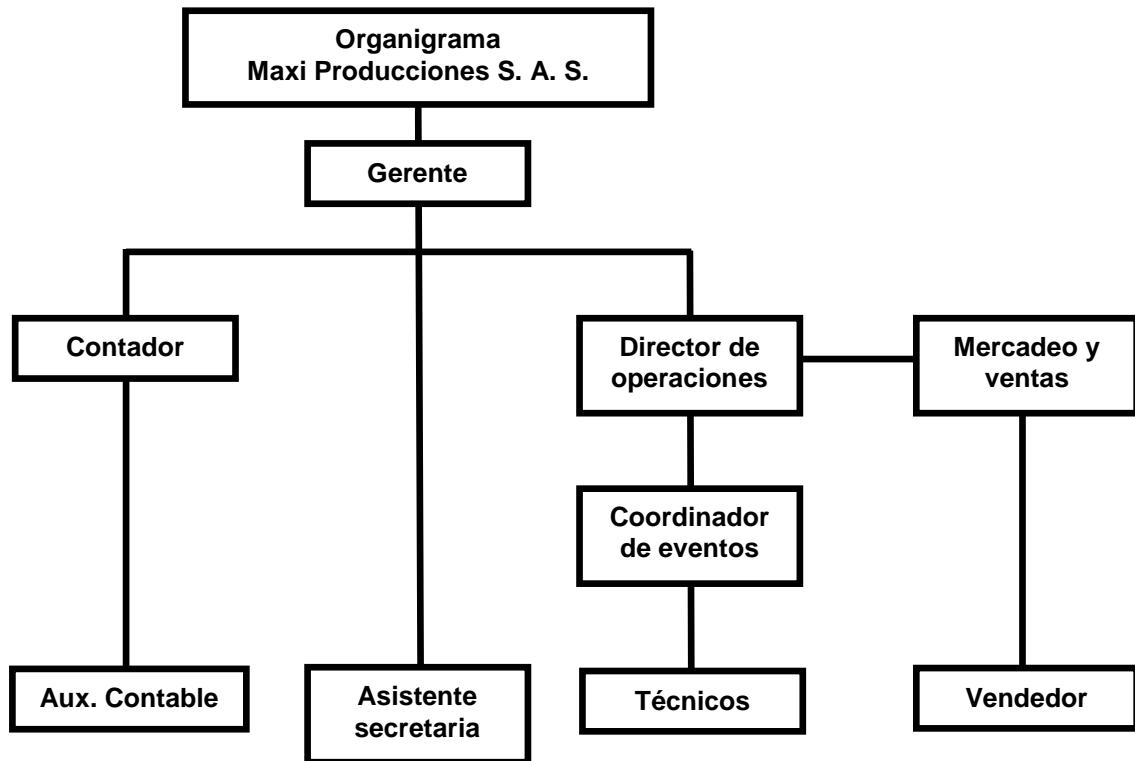 Organigrama
Maxi Producciones S. A. S.
Gerente
Contador
Director de
operaciones
Mercadeo y
ventas
Coordinador
de eventos
Aux. Contable
Asistente
secretaria
Técnicos
Vendedor